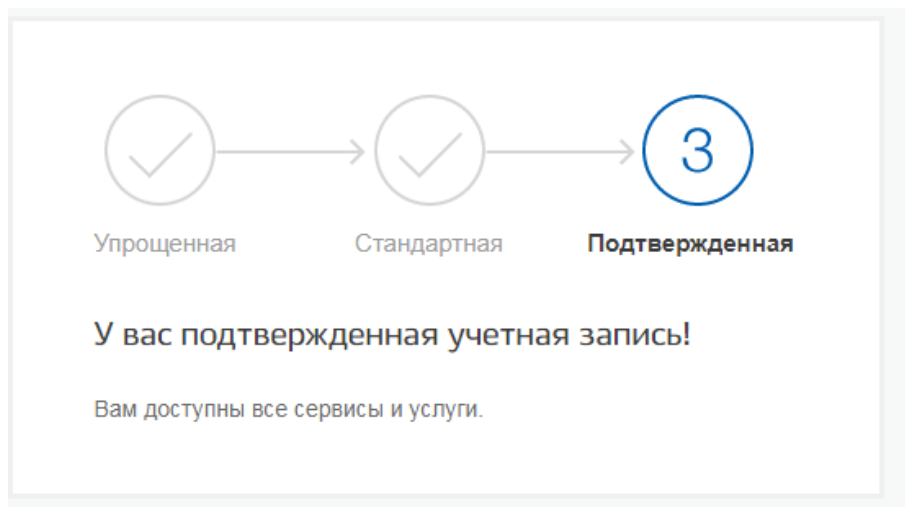 3
Упрощенная
Стандартная
Подтвержденная
У вас подтвержденная учетная запись!
Вам доступны все сервисы и услуги.